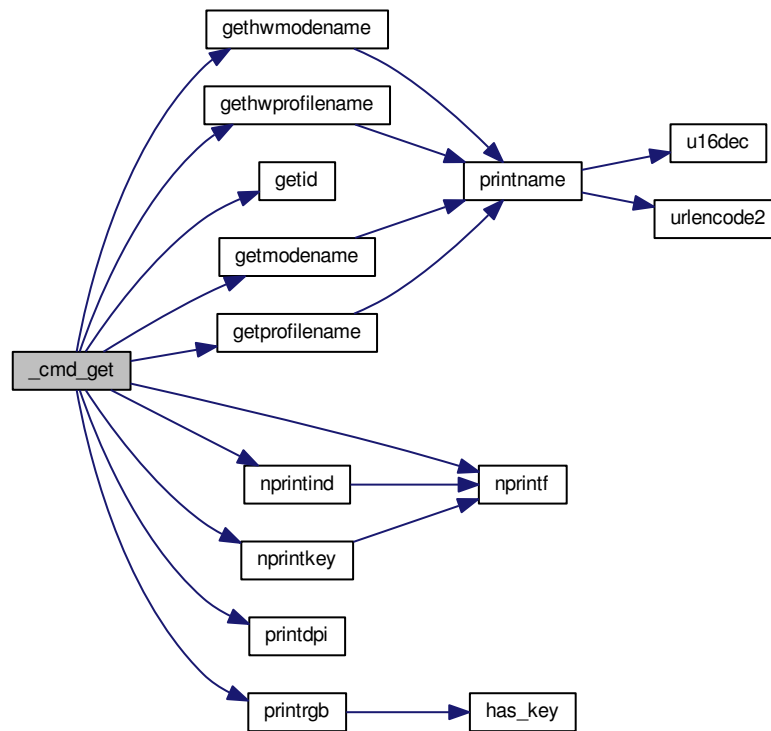 gethwmodename
gethwprofilename
u16dec
getid
printname
urlencode2
getmodename
getprofilename
_cmd_get
nprintind
nprintf
nprintkey
printdpi
printrgb
has_key